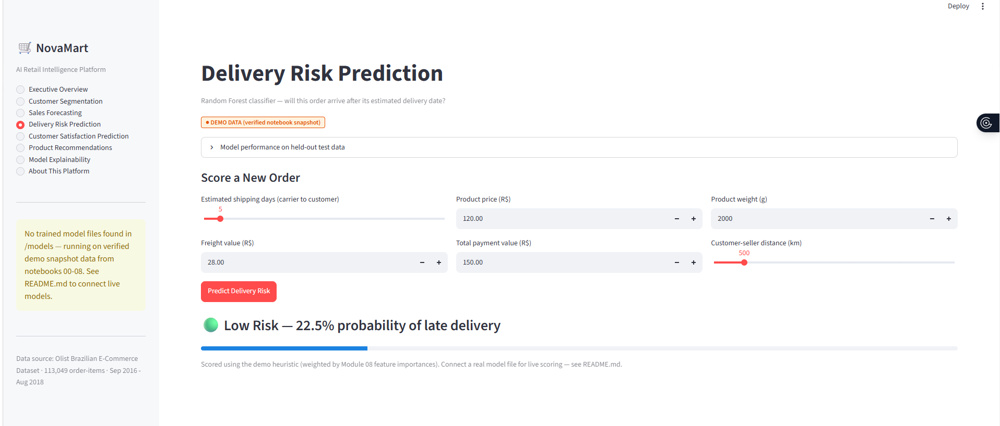 Deploy
NovaMart
AI Retail Intelligence Platform
Executive Overview
Customer Segmentation
Sales Forecasting
Delivery Risk Prediction
Customer Satisfaction Prediction
Product Recommendations
Model Explainability
About This Platform
No trained model files found in
/models — running on verified
demo snapshot data from
notebooks 00-08. See
README.md to connect live
models.
Data source: Olist Brazilian E-Commerce
Dataset · 113,049 order-items · Sep 2016 -
Aug 2018
Delivery Risk Prediction
Random Forest classifier — will this order arrive after its estimated delivery date?
● DEMO DATA (verified notebook snapshot)
Model performance on held-out test data
Score a New Order
Estimated shipping days (carrier to customer)
5
Product price (R$)
120.00
Product weight (g)
2000
Freight value (R$)
28.00
Total payment value (R$)
150.00
Customer-seller distance (km)
500
Predict Delivery Risk
Low Risk — 22.5% probability of late delivery
Scored using the demo heuristic (weighted by Module 08 feature importances). Connect a real model file for live scoring — see README.md.